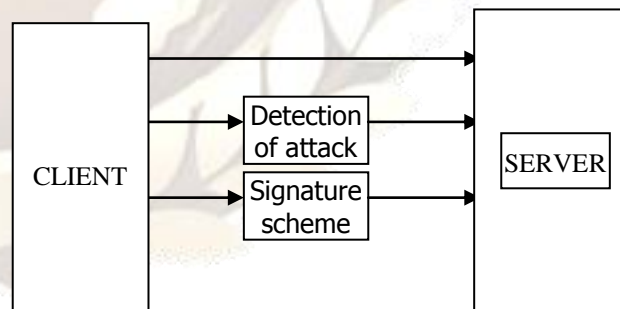 Detection
of attack
CLIENT
SERVER
Signature
scheme